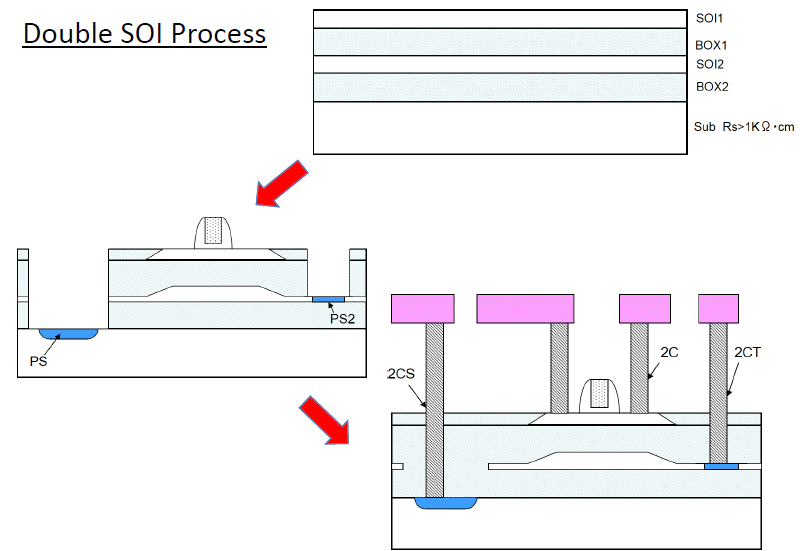 Double SOI Process
SOI1
BOX1
SOI2
BOX2
Sub Rs>1KΩ・cm
PS
PS2
2CS
2C
2CT